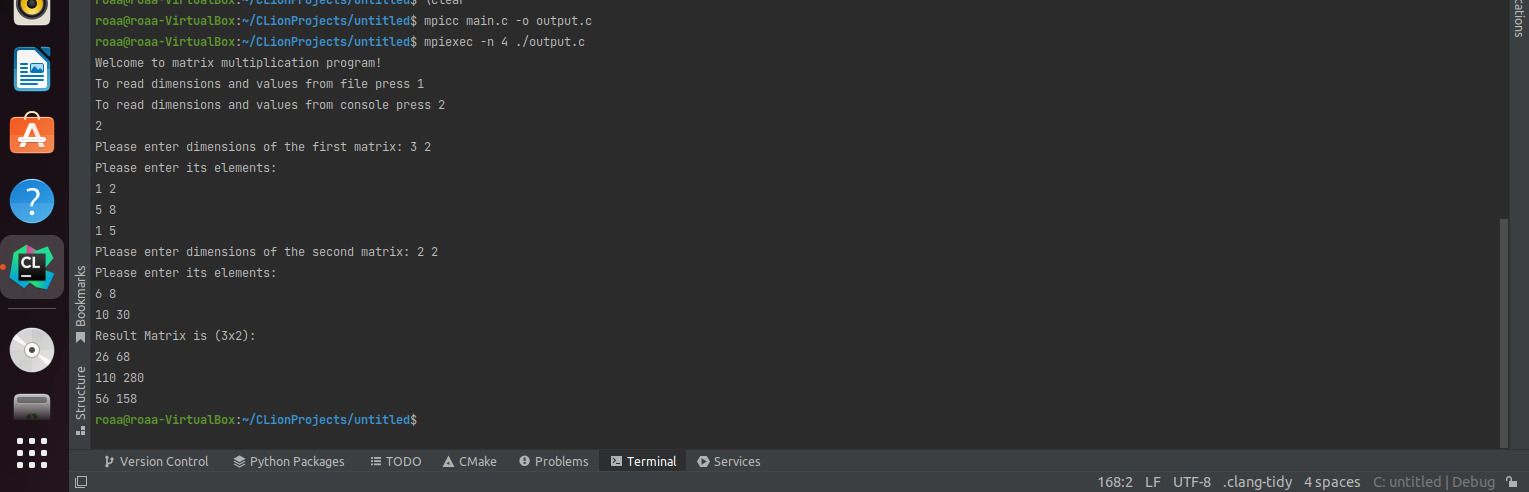 roaa@roaa-VirtualBox:~/CLionProjects/untitled$ \clear
roaa@roaa-VirtualBox:~/CLionProjects/untitled$ mpicc main.c -o output.c
roaa@roaa-VirtualBox:~/CLionProjects/untitled$ mpiexec -n 4 ./output.c
Welcome to matrix multiplication program!
To read dimensions and values from file press 1
To read dimensions and values from console press 2
2
Please enter dimensions of the first matrix: 3 2
Please enter its elements:
1 2
5 8
1 5
Please enter dimensions of the second matrix: 2 2
Please enter its elements:
6 8
10 30
Result Matrix is (3x2):
26 68
110 280
56 158
roaa@roaa-VirtualBox:~/CLionProjects/untitled$
CL
Bookmarks
Structure
Version Control
Python Packages
TODO
CMake
Problems
Terminal
Services
168:2 LF UTF-8 .clang-tidy 4 spaces C: untitled | Debug